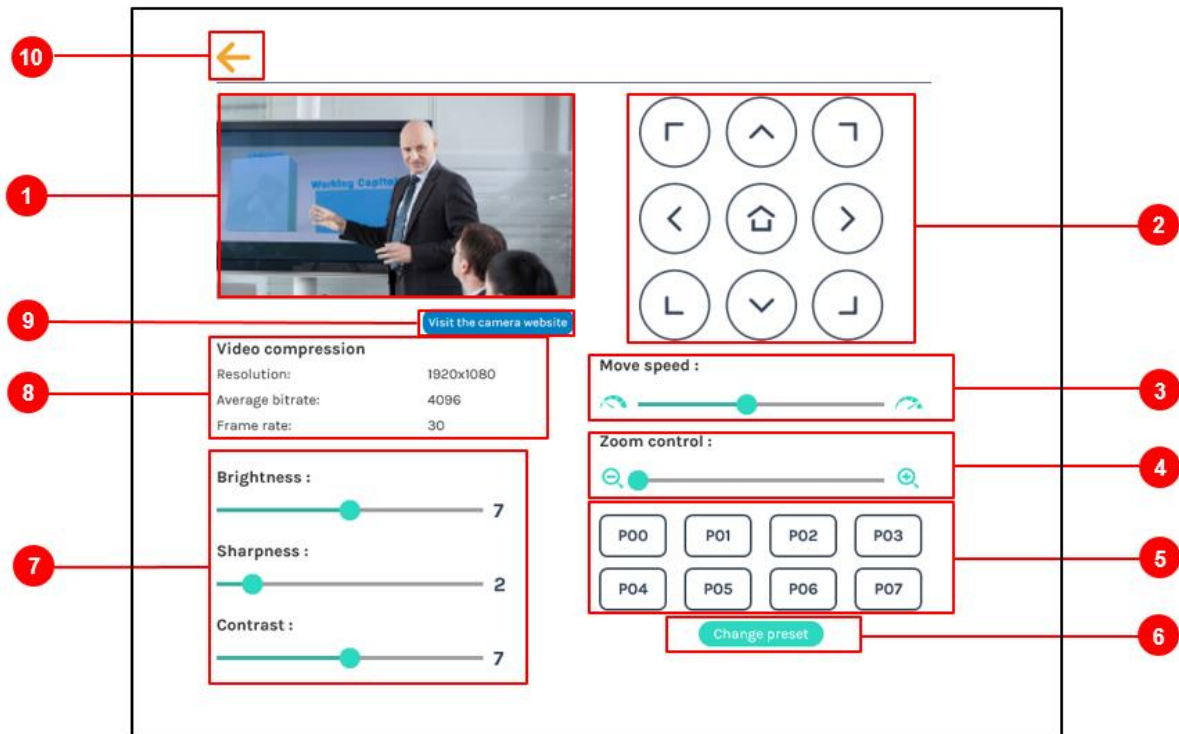 10
1
Working Capital
2
9
Visit the camera website
8
Video compression
Resolution: 1920x1080
Average bitrate: 4096
Frame rate: 30
Move speed :
3
Zoom control :
4
7
Brightness :
7
Sharpness :
2
Contrast :
7
P00 P01 P02 P03
P04 P05 P06 P07
5
Change preset
6